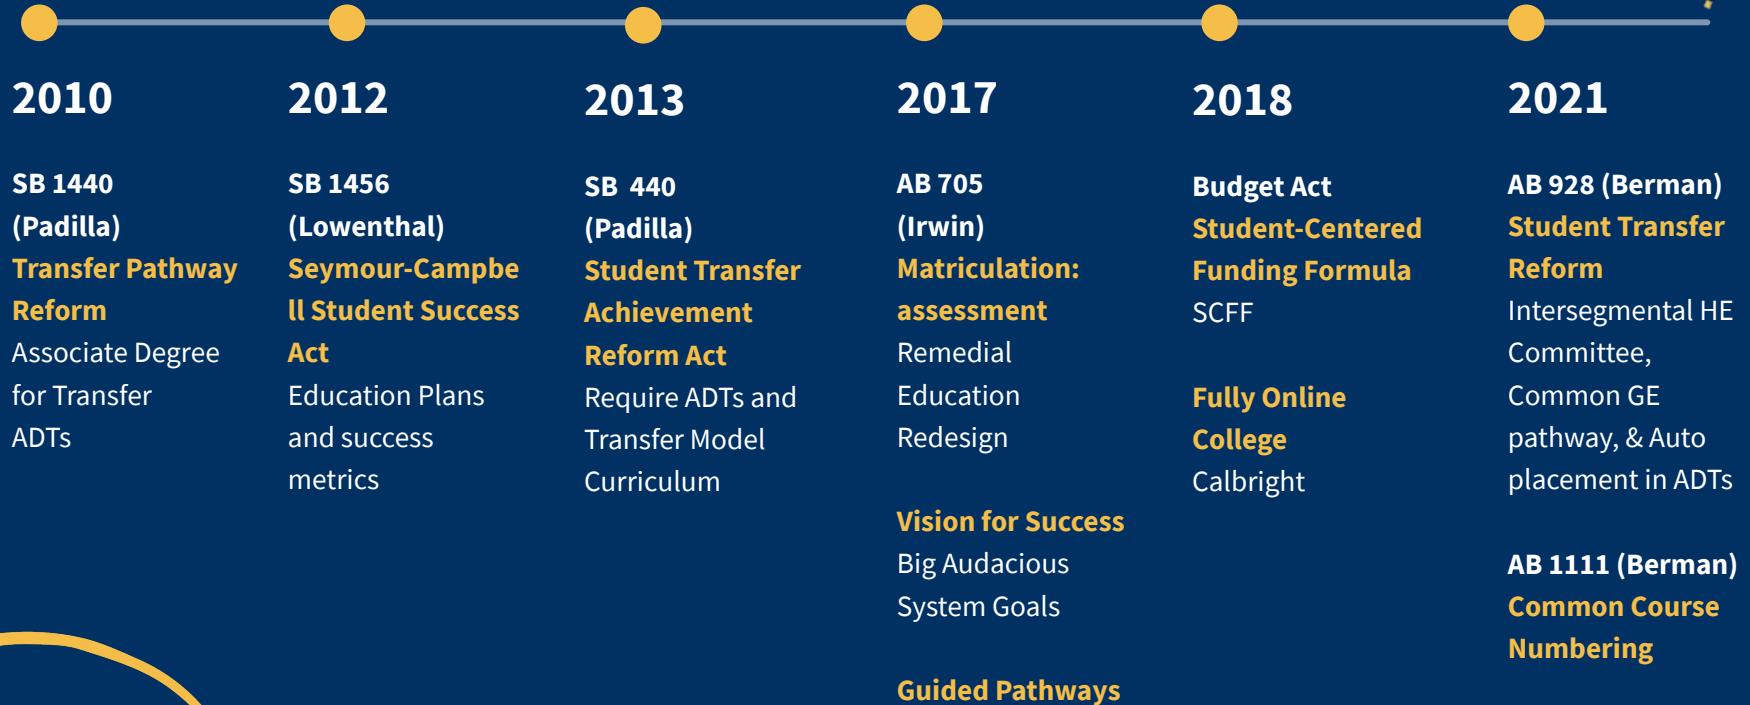 2010
SB 1440
(Padilla)
Transfer Pathway
Reform
Associate Degree
for Transfer
ADTs
2012
SB 1456
(Lowenthal)
Seymour-Campbe
ll Student Success
Act
Education Plans
and success
metrics
2013
SB  440
(Padilla)
Student Transfer
Achievement
Reform Act
Require ADTs and
Transfer Model
Curriculum
2017
AB 705
(Irwin)
Matriculation:
assessment
Remedial
Education
Redesign
Vision for Success
Big Audacious
System Goals
Guided Pathways
2018
Budget Act
Student-Centered
Funding Formula
SCFF
Fully Online
College
Calbright
2021
AB 928 (Berman)
Student Transfer
Reform
Intersegmental HE
Committee,
Common GE
pathway, & Auto
placement in ADTs
AB 1111 (Berman)
Common Course
Numbering